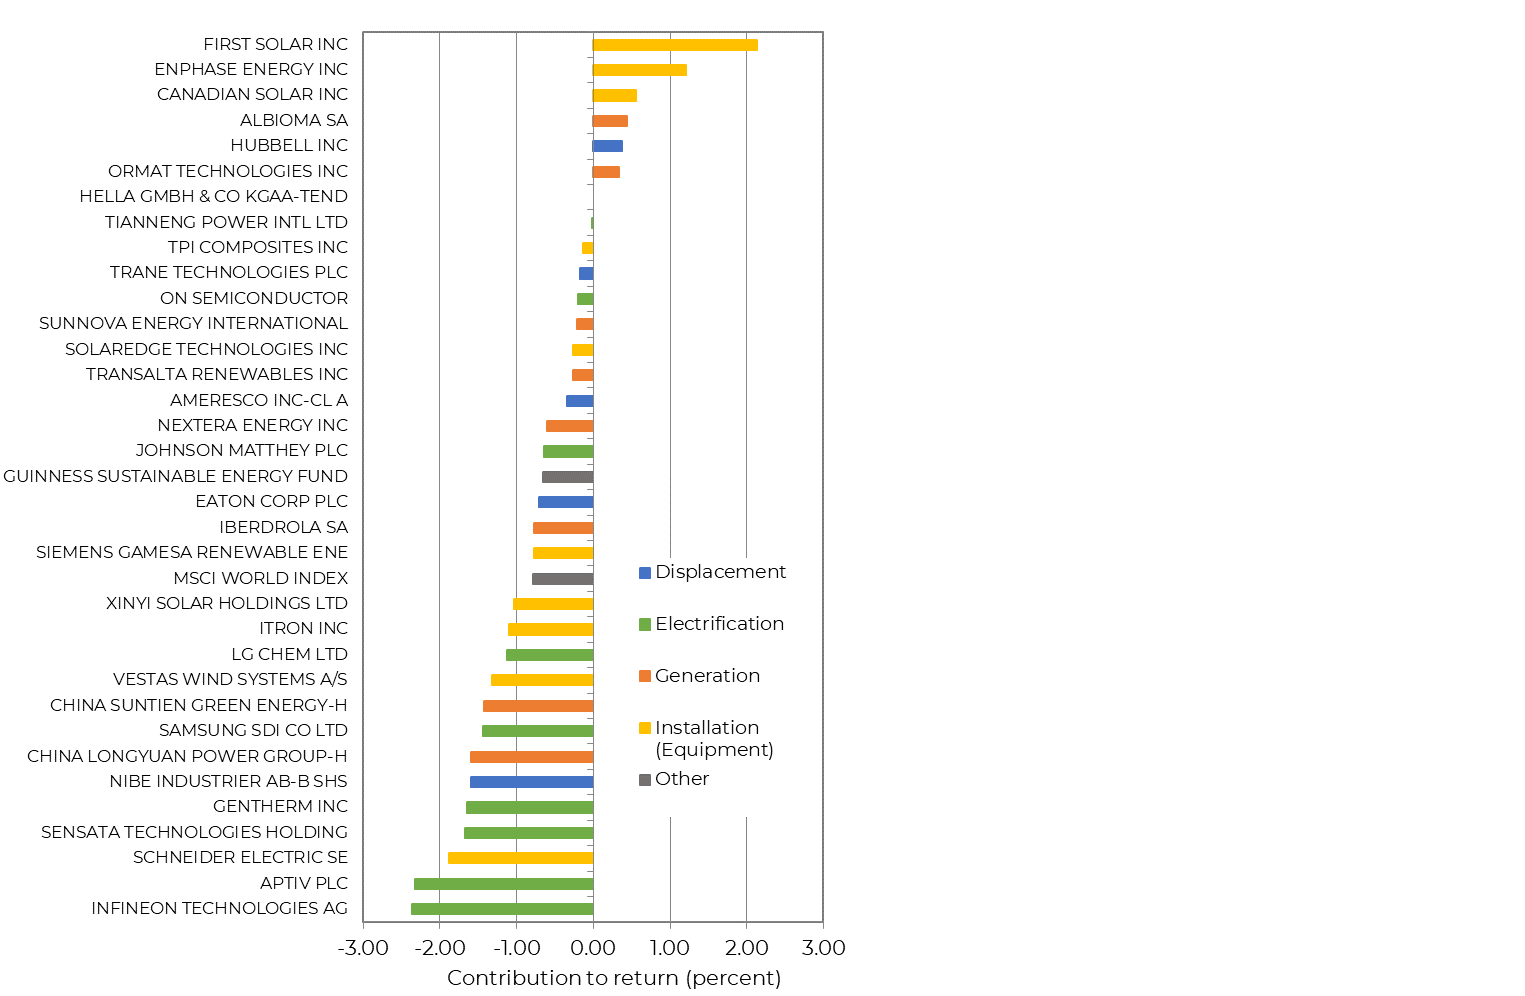 FIRST SOLAR INC
ENPHASE ENERGY INC
CANADIAN SOLAR INC
ALBIOMA SA
HUBBELL INC
ORMAT TECHNOLOGIES INC
HELLA GMBH & CO KGAA-TEND
TIANNENG POWER INTL LTD
TPI COMPOSITES INC
TRANE TECHNOLOGIES PLC
ON SEMICONDUCTOR
SUNNOVA ENERGY INTERNATIONAL
SOLAREDGE TECHNOLOGIES INC
TRANSALTA RENEWABLES INC
AMERESCO INC-CL A
NEXTERA ENERGY INC
JOHNSON MATTHEY PLC
GUINNESS SUSTAINABLE ENERGY FUND
EATON CORP PLC
IBERDROLA SA
SIEMENS GAMESA RENEWABLE ENE
MSCI WORLD INDEX
XINYI SOLAR HOLDINGS LTD
ITRON INC
LG CHEM LTD
VESTAS WIND SYSTEMS A/S
CHINA SUNTIEN GREEN ENERGY-H
SAMSUNG SDI CO LTD
CHINA LONGYUAN POWER GROUP-H
NIBE INDUSTRIER AB-B SHS
GENTHERM INC
SENSATA TECHNOLOGIES HOLDING
SCHNEIDER ELECTRIC SE
APTIV PLC
INFINEON TECHNOLOGIES AG
Displacement
Electrification
Generation
Installation
(Equipment)
Other
-3.00 -2.00 -1.00 0.00 1.00 2.00 3.00
Contribution to return (percent)